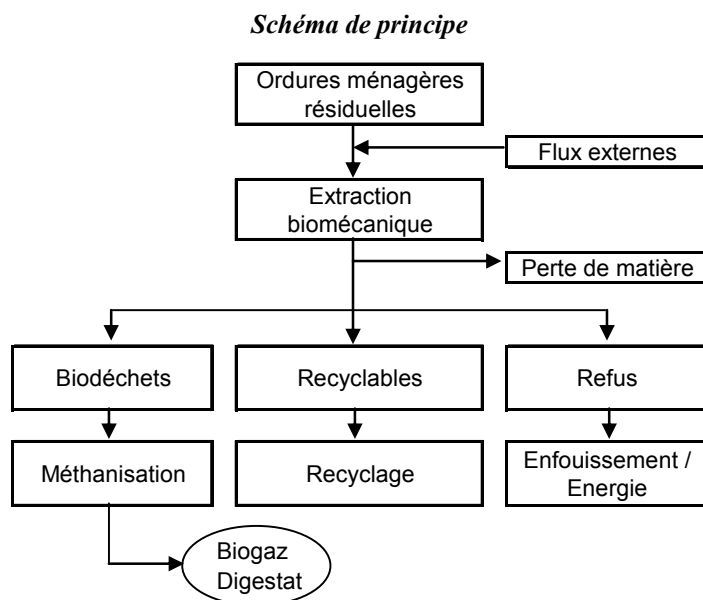 Schéma de principe
Ordures ménagères
résiduelles
Flux externes
Extraction
biomécanique
Perte de matière
Biodéchets
Recyclables
Refus
Méthanisation
Recyclage
Enfouissement /
Energie
Biogaz
Digestat